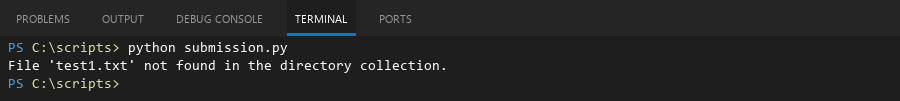 PROBLEMS OUTPUT DEBUG CONSOLE TERMINAL PORTS
PS C:\scripts> python submission.py
File 'test1.txt' not found in the directory collection.
PS C:\scripts>